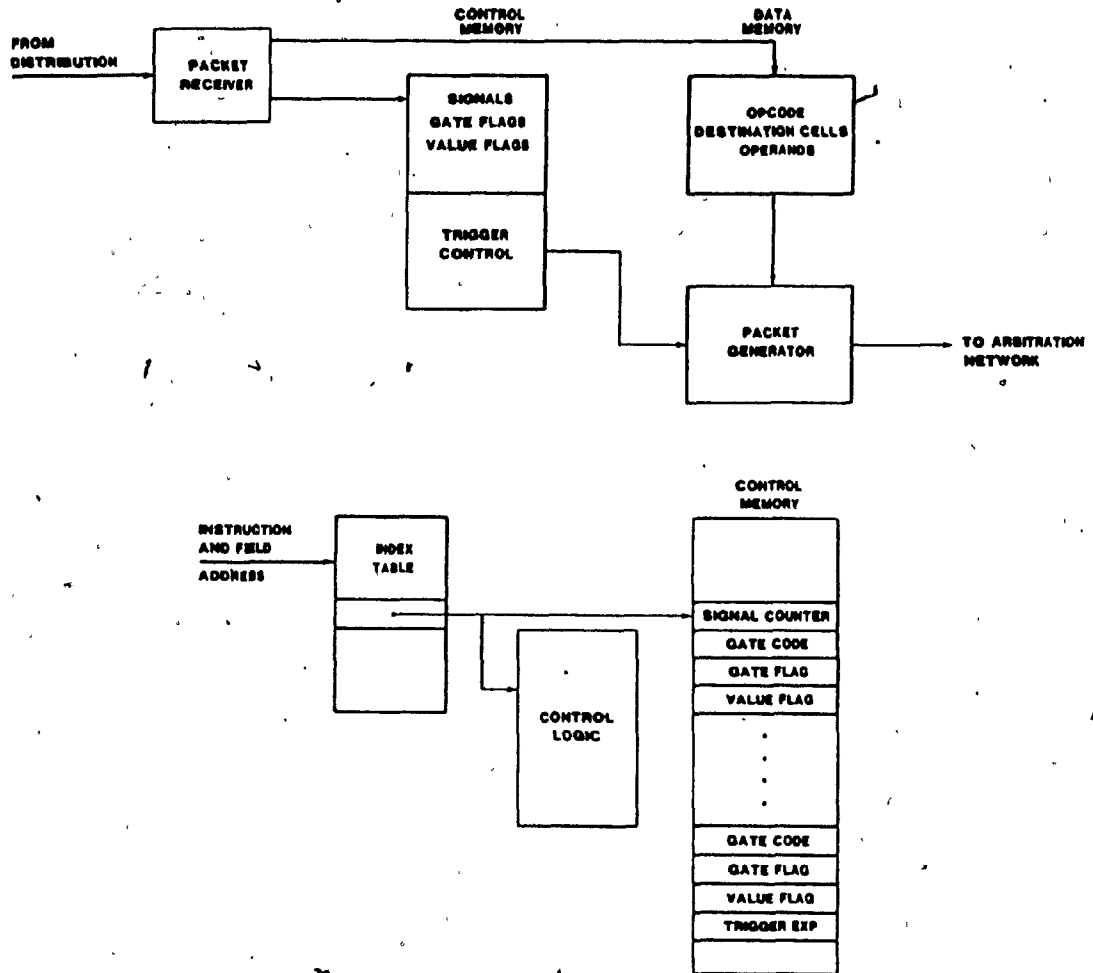 CONTROL
MEMORY
DATA
MEMORY
FROM
DISTRIBUTION
PACKET
RECEIVER
SIGNALS
GATE FLAGS
VALUE FLAGS
OPCODE
DESTINATION CELLS
OPERANDS
TRIGGER
CONTROL
PACKET
GENERATOR
TO ARBITRATION
NETWORK
CONTROL
MEMORY
INSTRUCTION
AND FIELD
ADDRESS
INDEX
TABLE
SIGNAL COUNTER
GATE CODE
GATE FLAG
VALUE FLAG
CONTROL
LOGIC
GATE CODE
GATE FLAG
VALUE FLAG
TRIGGER EXP